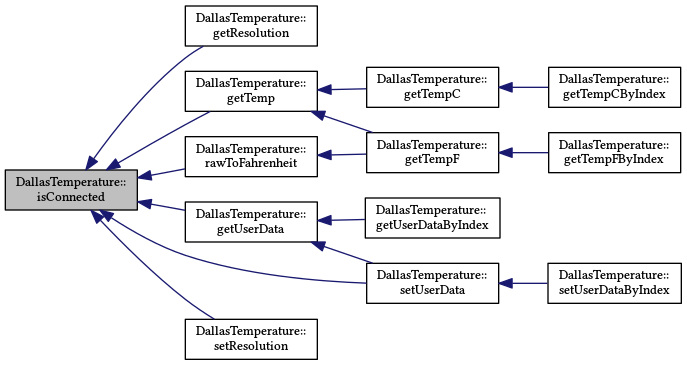 DallasTemperature::
getResolution
DallasTemperature::
getTemp
DallasTemperature::
getTempC
DallasTemperature::
getTempCByIndex
DallasTemperature::
rawToFahrenheit
DallasTemperature::
getTempF
DallasTemperature::
getTempFByIndex
DallasTemperature::
isConnected
DallasTemperature::
getUserData
DallasTemperature::
getUserDataByIndex
DallasTemperature::
setUserData
DallasTemperature::
setUserDataByIndex
DallasTemperature::
setResolution